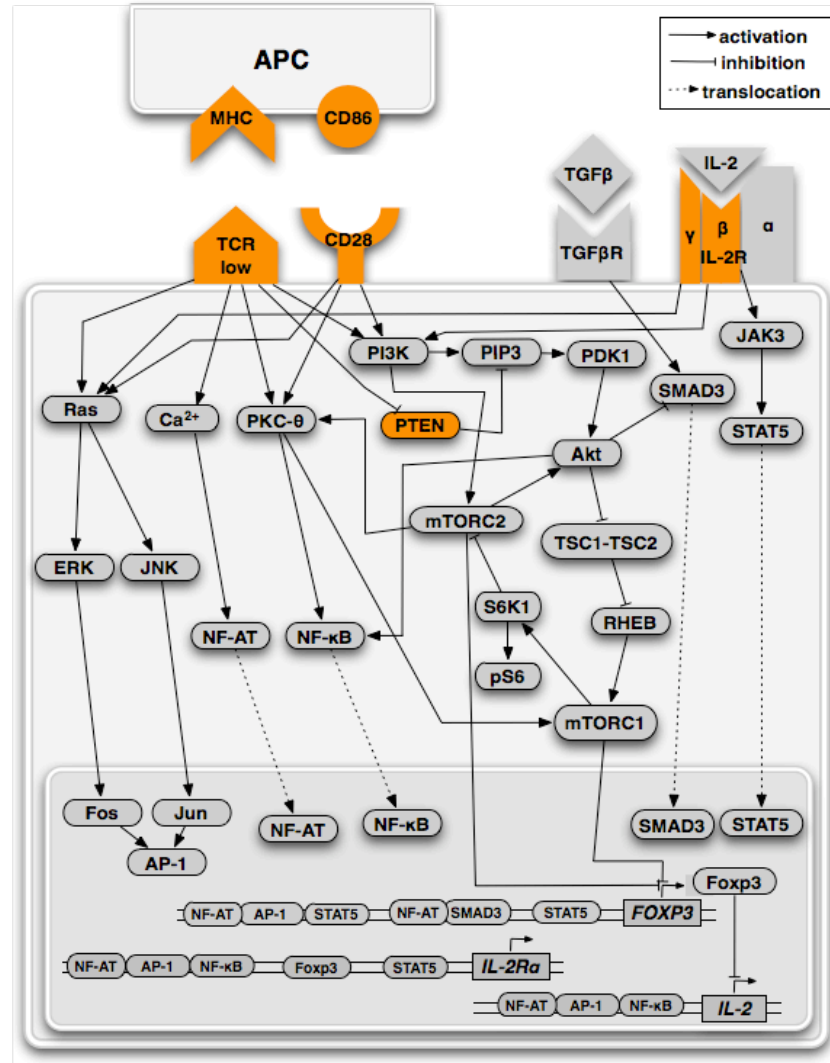 APC
activation
inhibition
translocation
MHC
CD86
IL-2
TGFβ
TCR
low
CD28
TGFβR
γ
β
α
IL-2R
JAK3
PI3K
PIP3
PDK1
SMAD3
Ras
Ca2+
PKC-θ
PTEN
STAT5
Akt
mTORC2
TSC1-TSC2
ERK
JNK
S6K1
NF-AT
NF-κB
RHEB
pS6
mTORC1
Fos
Jun
NF-AT
NF-κB
SMAD3
STAT5
AP-1
Foxp3
NF-AT AP-1 STAT5 NF-AT SMAD3 STAT5 FOXP3
NF-AT AP-1 NF-κB Foxp3 STAT5 IL-2Rα
NF-AT AP-1 NF-κB IL-2